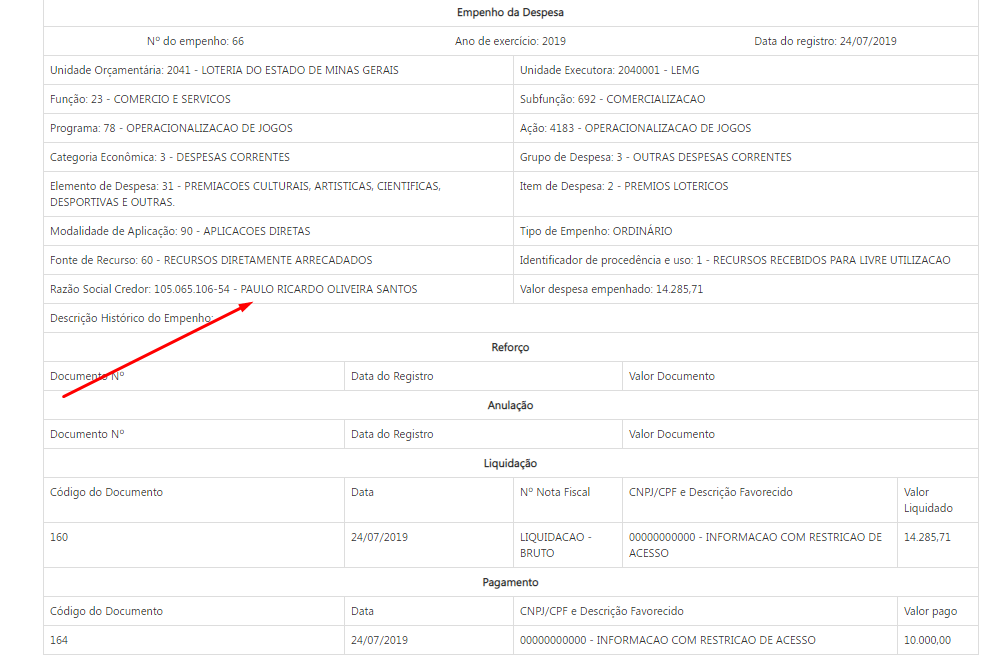 Empenho da Despesa
Nº do empenho: 66 Ano de exercício: 2019 Data do registro: 24/07/2019
Unidade Orçamentária: 2041 - LOTERIA DO ESTADO DE MINAS GERAIS Unidade Executora: 2040001 - LEMG
Função: 23 - COMERCIO E SERVICOS Subfunção: 692 - COMERCIALIZACAO
Programa: 78 - OPERACIONALIZACAO DE JOGOS Ação: 4183 - OPERACIONALIZACAO DE JOGOS
Categoria Econômica: 3 - DESPESAS CORRENTES Grupo de Despesa: 3 - OUTRAS DESPESAS CORRENTES
Elemento de Despesa: 31 - PREMIACOES CULTURAIS, ARTISTICAS, CIENTIFICAS, Item de Despesa: 2 - PREMIOS LOTERICOS
DESPORTIVAS E OUTRAS.
Modalidade de Aplicação: 90 - APLICACOES DIRETAS Tipo de Empenho: ORDINÁRIO
Fonte de Recurso: 60 - RECURSOS DIRETAMENTE ARRECADADOS Identificador de procedência e uso: 1 - RECURSOS RECEBIDOS PARA LIVRE UTILIZACAO
Razão Social Credor: 105.065.106-54 - PAULO RICARDO OLIVEIRA SANTOS Valor despesa empenhado: 14.285,71
Descrição Histórico do Empenho:
Reforço
Documento Nº Data do Registro Valor Documento
Anulação
Documento Nº Data do Registro Valor Documento
Liquidação
Código do Documento Data Nº Nota Fiscal CNPJ/CPF e Descrição Favorecido Valor
Liquidado
160 24/07/2019 LIQUIDACAO - 00000000000 - INFORMACAO COM RESTRICAO DE 14.285,71
BRUTO ACESSO
Pagamento
Código do Documento Data CNPJ/CPF e Descrição Favorecido Valor pago
164 24/07/2019 00000000000 - INFORMACAO COM RESTRICAO DE ACESSO 10.000,00